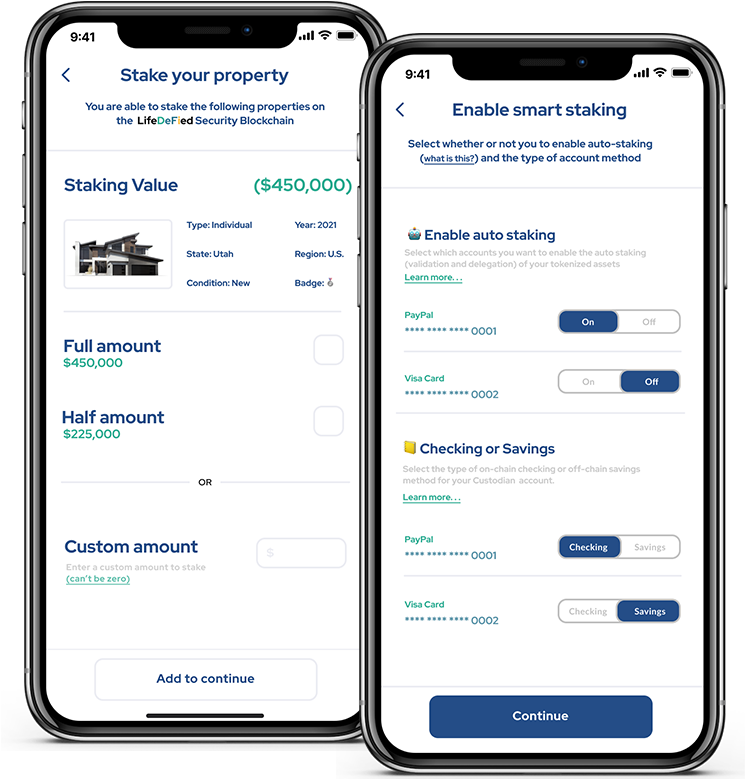 9:41
Stake your property
You are able to stake the following properties on
the LifeDeFied Security Blockchain
Staking Value ($450,000)
Type: Individual Year: 2021
State: Utah Region: U.S.
Condition: New Badge:
Full amount
$450,000
Half amount
$225,000
OR
Custom amount
$
Enter a custom amount to stake
(can't be zero)
Add to continue
9:41
Enable smart staking
Select whether or not you to enable auto-staking
(what is this?) and the type of account method
Enable auto staking
Select which accounts you want to enable the auto staking
(validation and delegation) of your tokenized assets
Learn more...
PayPal
**** **** **** 0001
On Off
Visa Card
**** **** **** 0002
On Off
Checking or Savings
Select the type of on-chain checking or off-chain savings
method for your Custodian account.
Learn more...
PayPal
**** **** **** 0001
Checking Savings
Visa Card
**** **** **** 0002
Checking Savings
Continue